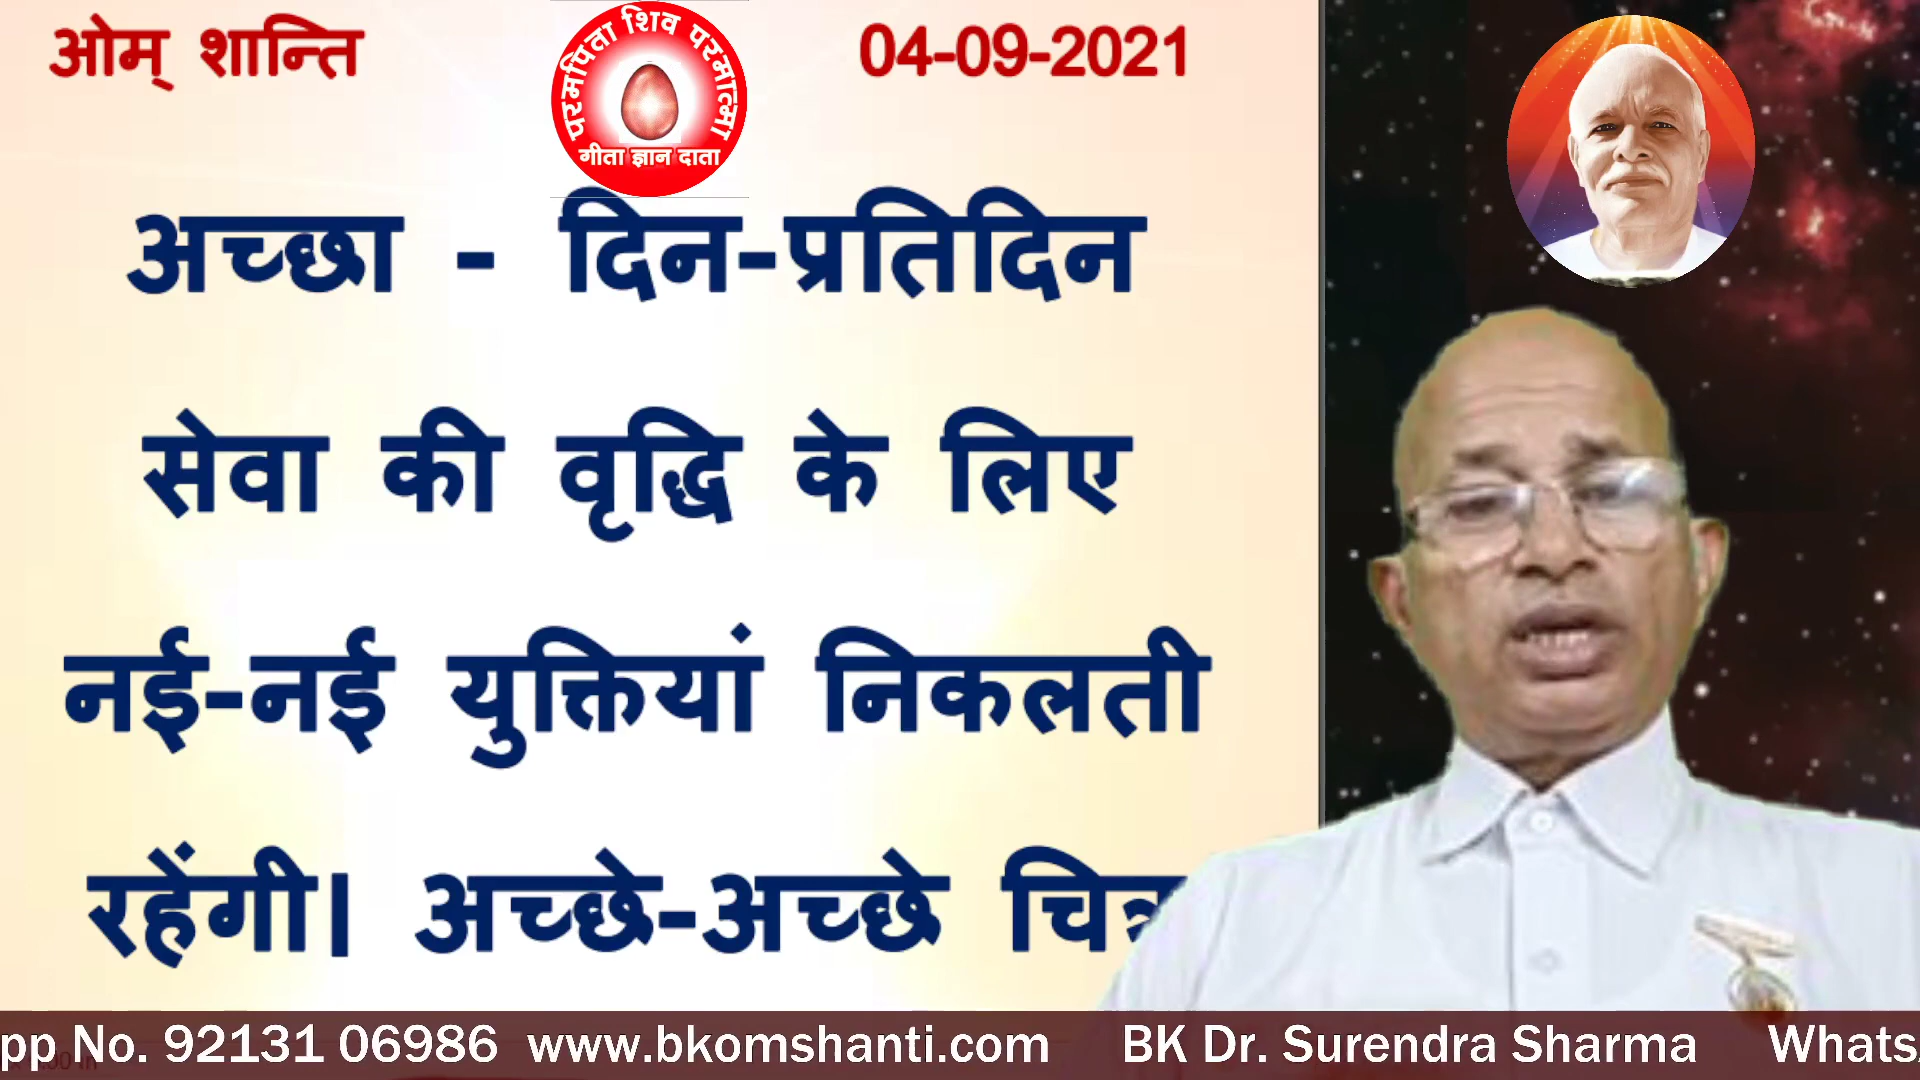 ओम् शान्ति
परमपिता शिव परमात्मा
गीता ज्ञान दाता
04-09-2021
अच्छा - दिन-प्रतिदिन
सेवा की वृद्धि के लिए
नई-नई युक्तियां निकलती
रहेंगी। अच्छे-अच्छे चित्र
pp No. 92131 06986 www.bkomshanti.com BK Dr. Surendra Sharma Whats